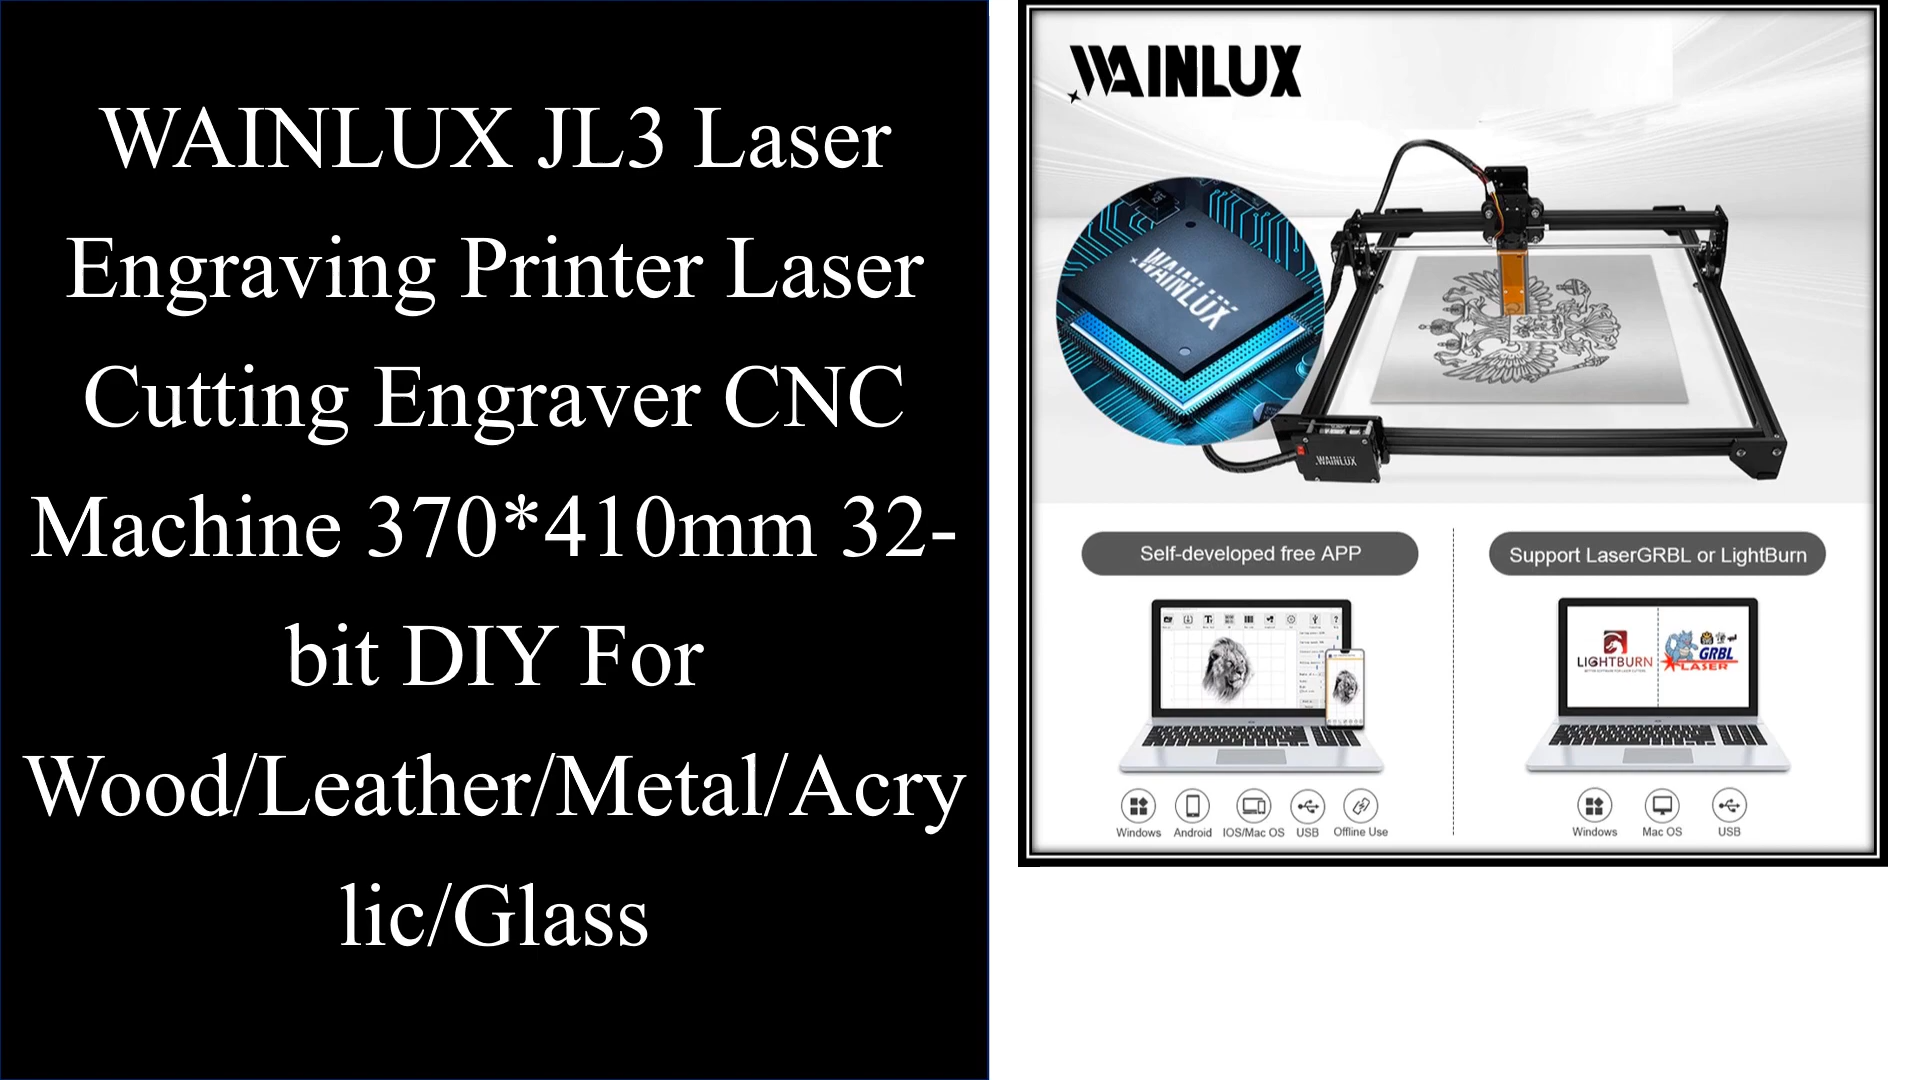 WAINLUX JL3 Laser
Engraving Printer Laser
Cutting Engraver CNC
Machine 370*410mm 32-
bit DIY For
Wood/Leather/Metal/Acry
lic/Glass
WAINLUX
WAINLUX
WAINLUX
Self-developed free APP
Support LaserGRBL or LightBurn
LIGHTBURN
GRBL
LASER
Windows
Android
IOS/Mac OS
USB
Offline Use
Windows
Mac OS
USB